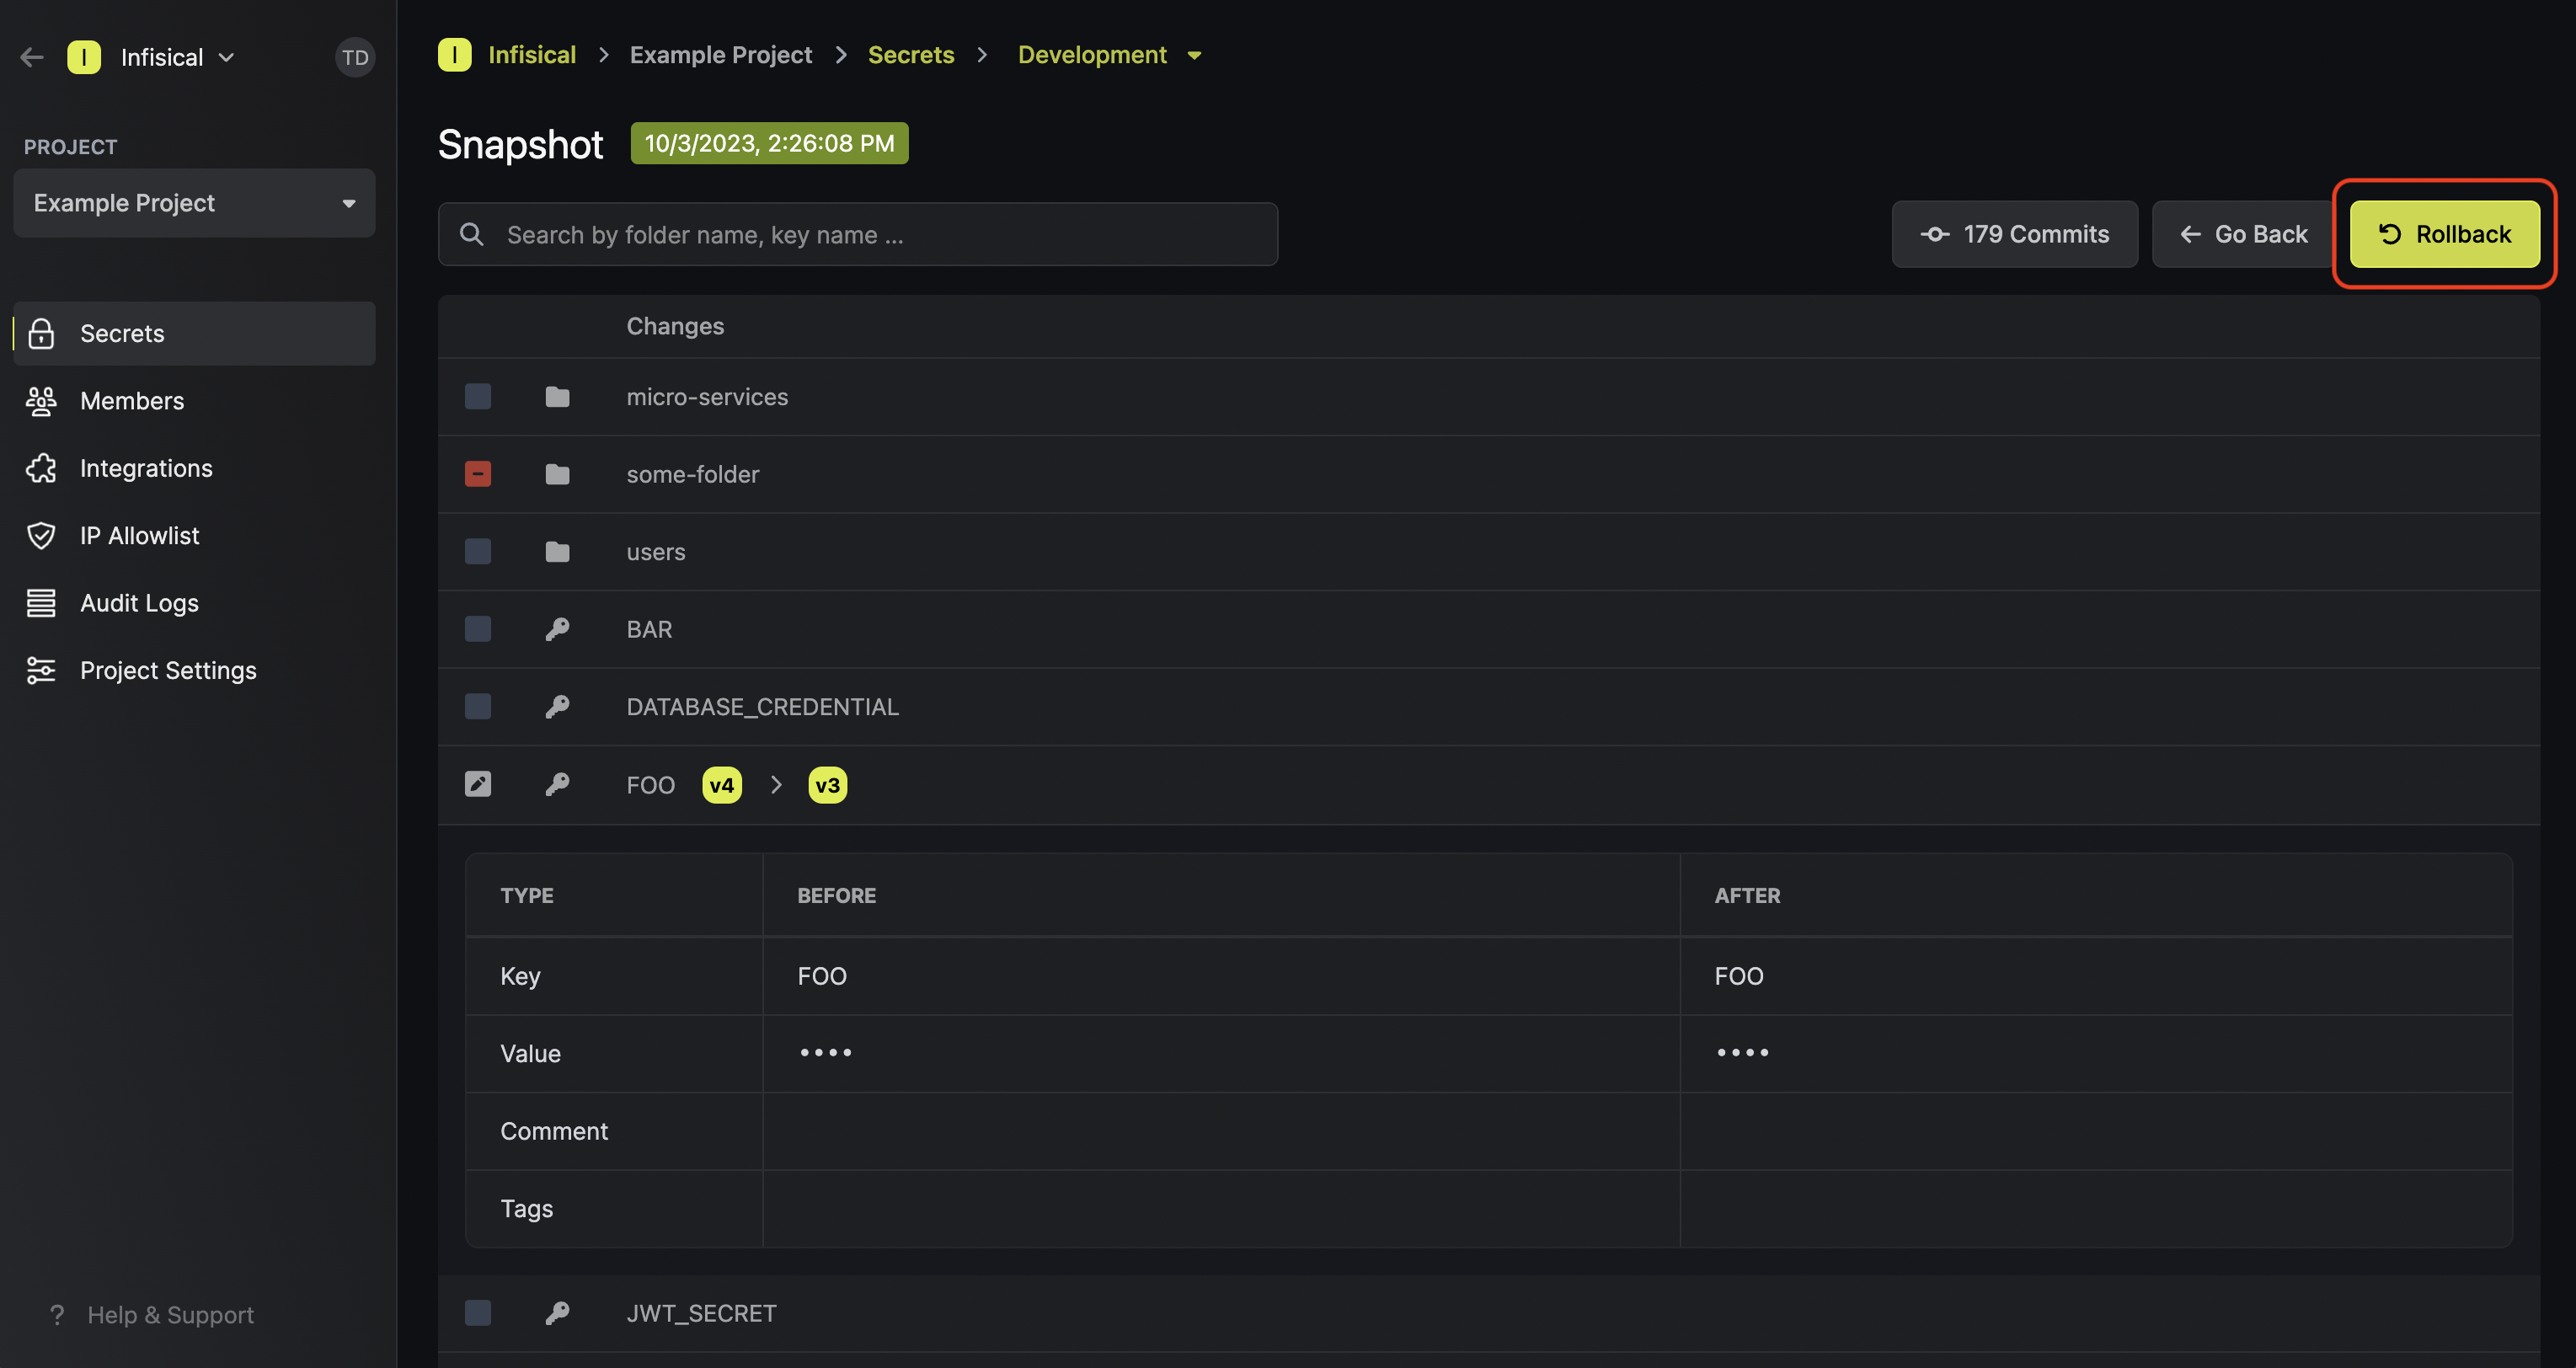 I Infisical TD
PROJECT
Example Project
Secrets
Members
Integrations
IP Allowlist
Audit Logs
Project Settings
? Help & Support
I Infisical > Example Project > Secrets > Development
Snapshot 10/3/2023, 2:26:08 PM
Search by folder name, key name ...
179 Commits
Go Back
Rollback
Changes
micro-services
some-folder
users
BAR
DATABASE_CREDENTIAL
FOO v4 > v3
TYPE BEFORE AFTER
Key FOO FOO
Value •••• ••••
Comment
Tags
JWT_SECRET